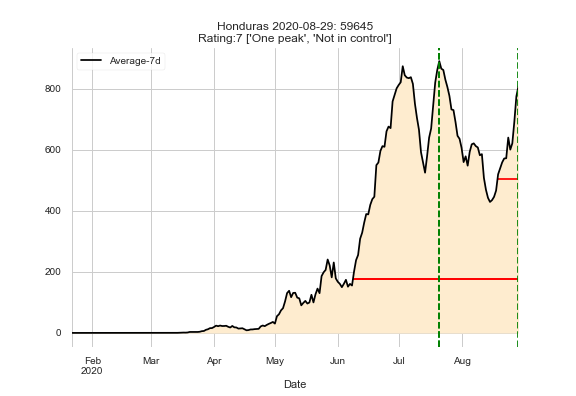 Honduras 2020-08-29: 59645
Rating:7 ['One peak', 'Not in control']
Average-7d
800
600
400
200
0
Feb
2020
Mar
Apr
May
Jun
Jul
Aug
Date